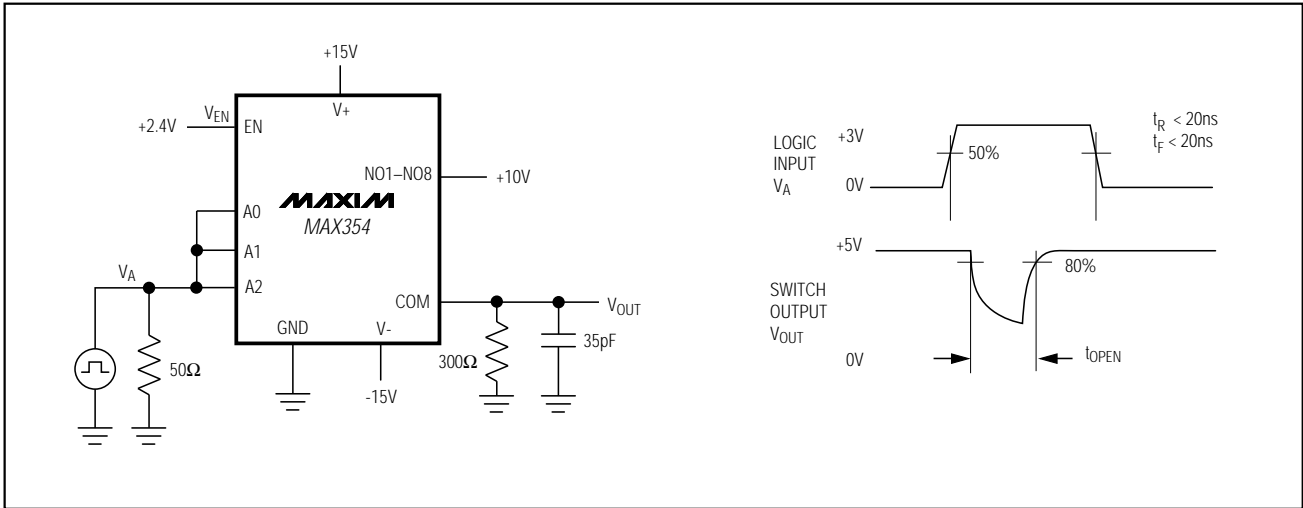 +15V
V+
VEN
+2.4V
EN
NO1–NO8
+10V
MAXIM
MAX354
A0
A1
A2
VA
COM
VOUT
GND
V-
50Ω
300Ω
35pF
-15V
LOGIC
INPUT
VA
+3V
0V
50%
tR < 20ns
tF < 20ns
+5V
80%
SWITCH
OUTPUT
VOUT
0V
tOPEN